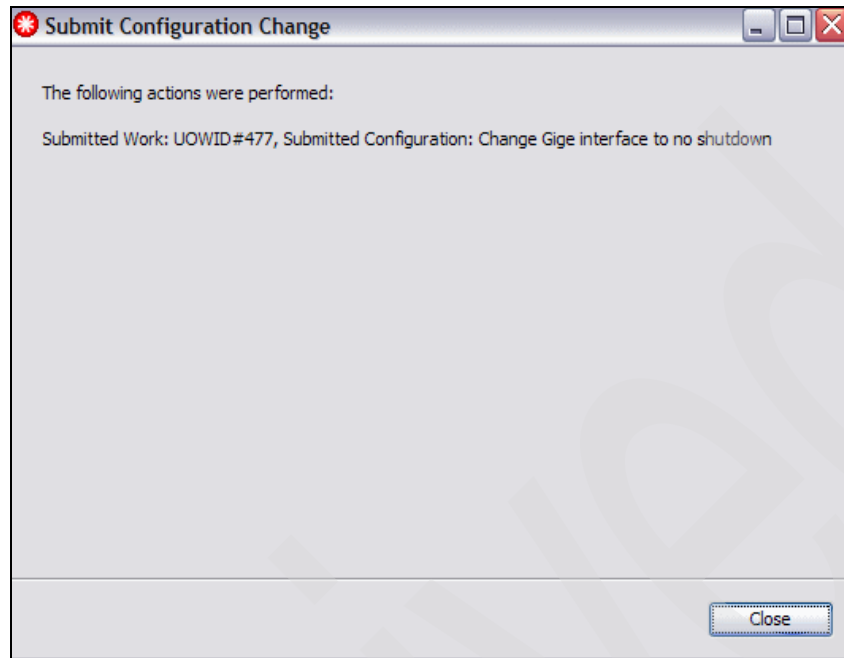 Submit Configuration Change
The following actions were performed:
Submitted Work: UOWID#477, Submitted Configuration: Change Gige interface to no shutdown
Close